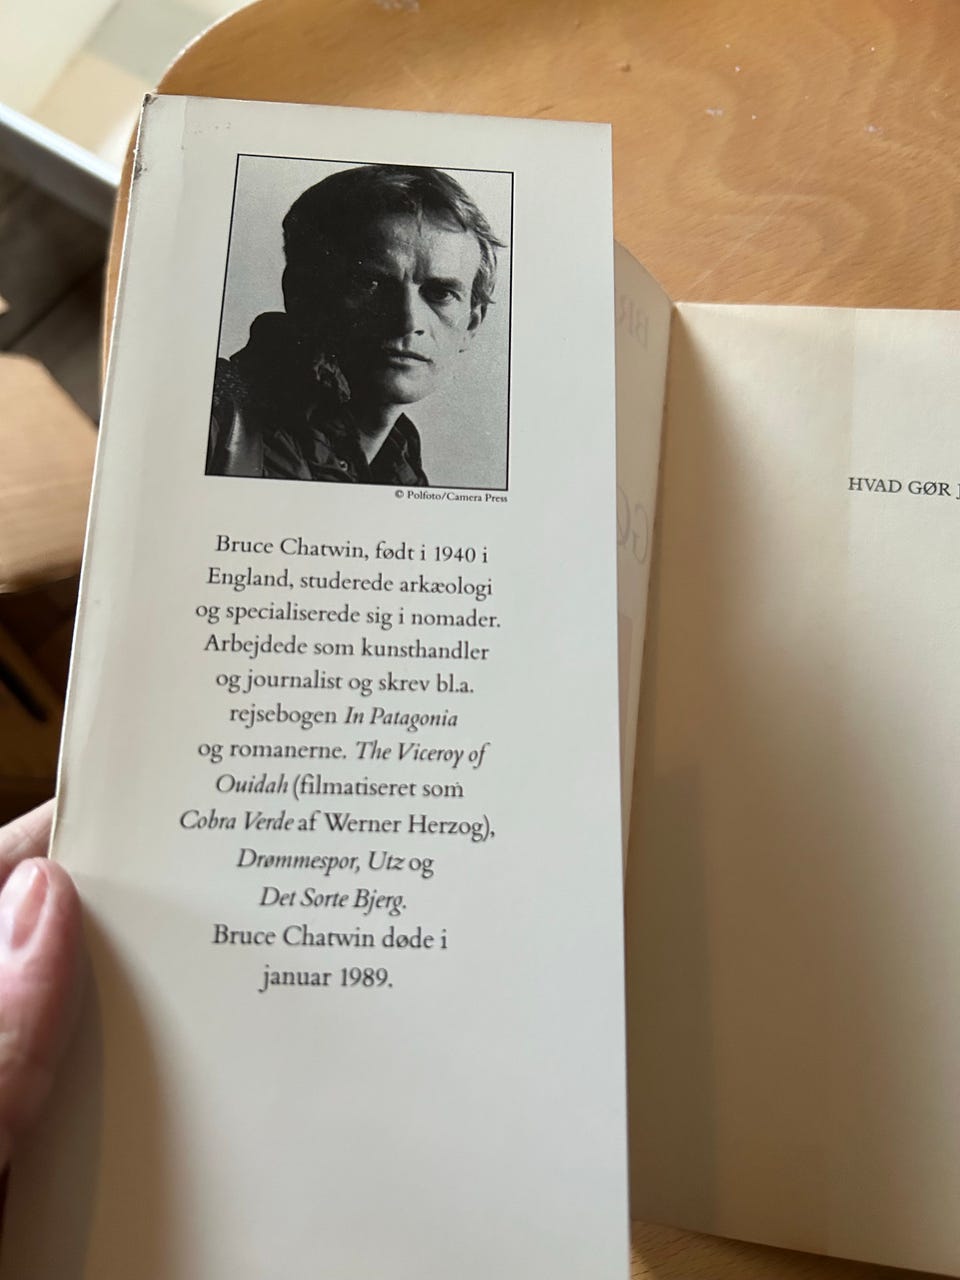 © Polfoto/Camera Press
Bruce Chatwin, født i 1940 i
England, studerede arkæologi
og specialiserede sig i nomader.
Arbejdede som kunsthandler
og journalist og skrev bl.a.
rejsebogen In Patagonia
og romanerne. The Viceroy of
Ouidah (filmatiseret som
Cobra Verde af Werner Herzog),
Drømmespor, Utz og
Det Sorte Bjerg.
Bruce Chatwin døde i
januar 1989.
HVAD GØR